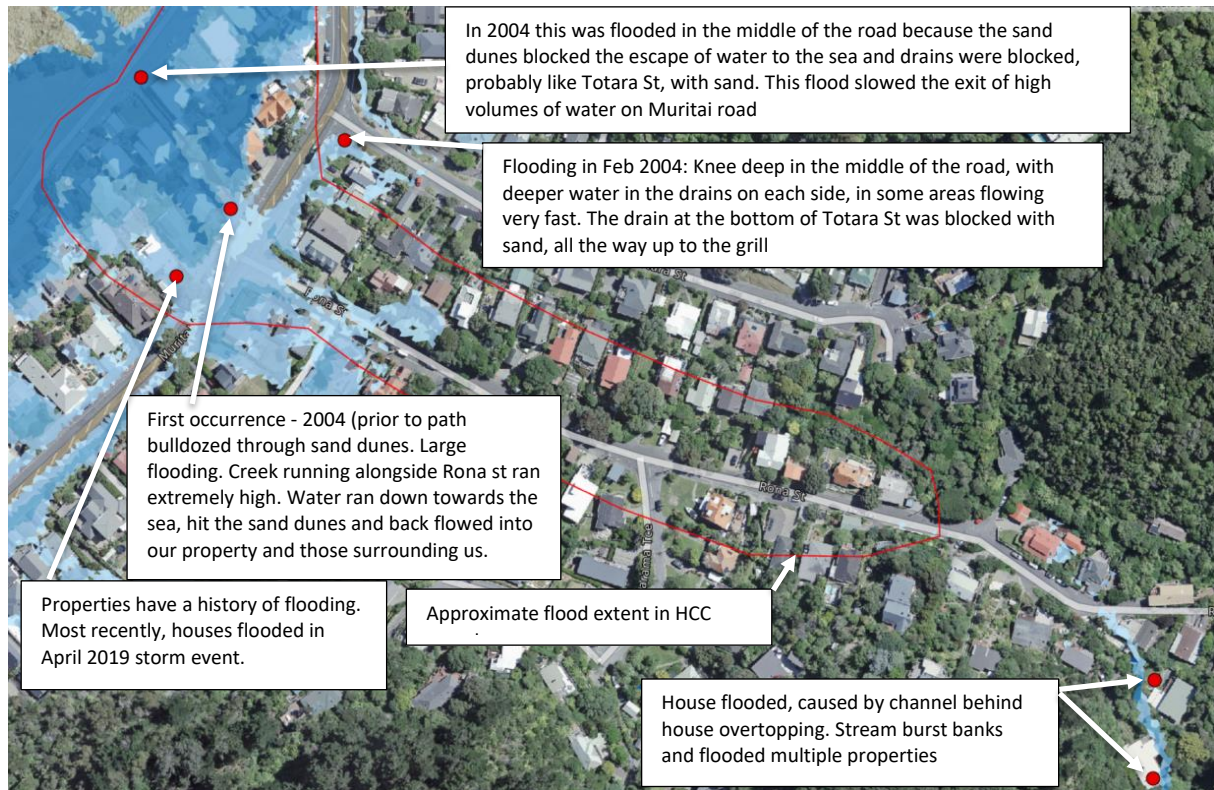 In 2004 this was flooded in the middle of the road because the sand
dunes blocked the escape of water to the sea and drains were blocked,
probably like Totara St, with sand. This flood slowed the exit of high
volumes of water on Muritai road
Flooding in Feb 2004: Knee deep in the middle of the road, with
deeper water in the drains on each side, in some areas flowing
very fast. The drain at the bottom of Totara St was blocked with
sand, all the way up to the grill
First occurrence - 2004 (prior to path
bulldozed through sand dunes. Large
flooding. Creek running alongside Rona st ran
extremely high. Water ran down towards the
sea, hit the sand dunes and back flowed into
our property and those surrounding us.
Properties have a history of flooding.
Most recently, houses flooded in
April 2019 storm event.
Approximate flood extent in HCC
House flooded, caused by channel behind
house overtopping. Stream burst banks
and flooded multiple properties
Rona St
Tree